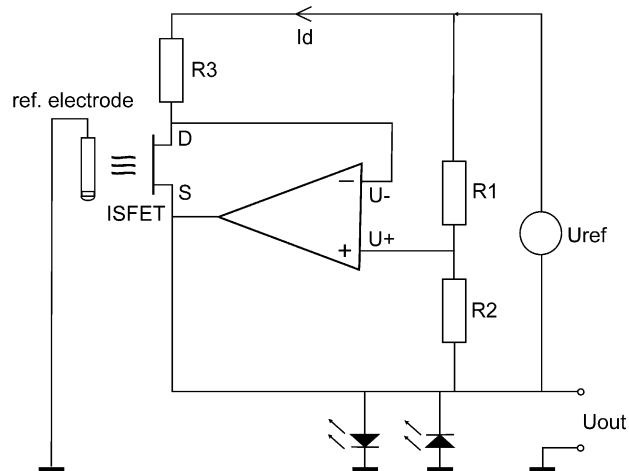 Id
R3
ref. electrode
D
S
ISFET
−
U-
+
U+
R1
Uref
R2
Uout